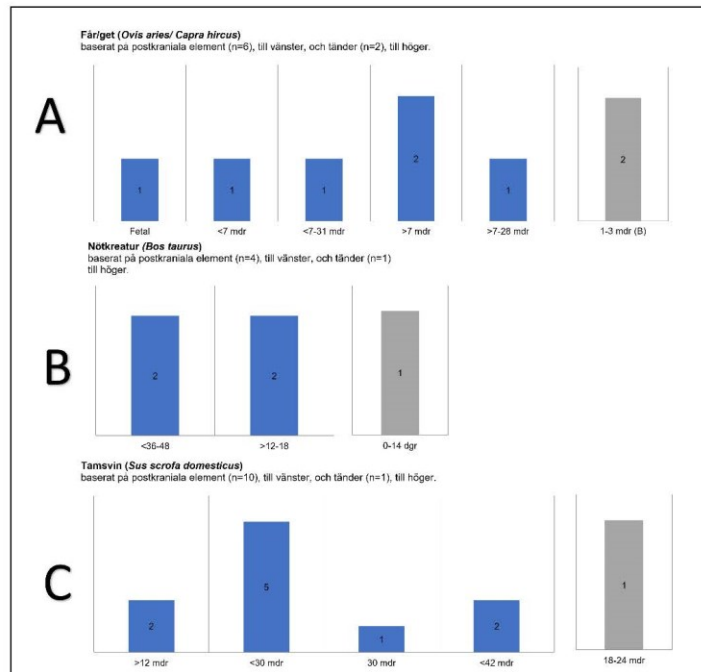 Får/get (Ovis aries/ Capra hircus)
baserat på postkraniala element (n=6), till vänster, och tänder (n=2), till höger.
A
1
1
1
2
1
2
Fetal
<7 mdr
<7-31 mdr
>7 mdr
>7-28 mdr
1-3 mdr (B)
Nötkreatur (Bos taurus)
baserat på postkraniala element (n=4), till vänster, och tänder (n=1)
till höger.
B
2
2
1
<36-48
>12-18
0-14 dgr
Tamsvin (Sus scrofa domesticus)
baserat på postkraniala element (n=10), till vänster, och tänder (n=1), till höger.
C
2
5
1
2
1
>12 mdr
<30 mdr
30 mdr
<42 mdr
18-24 mdr